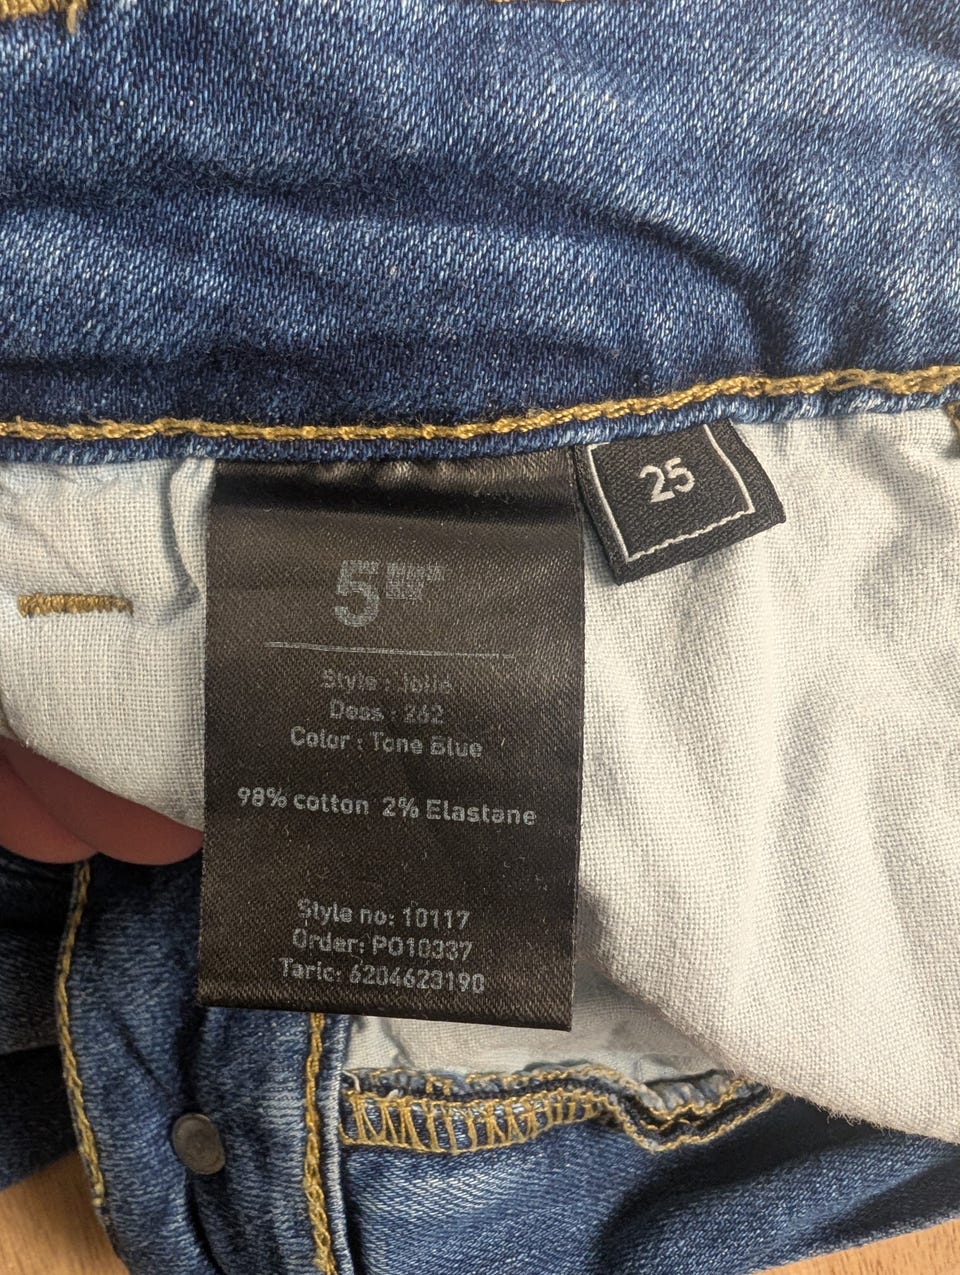 25
5
Style : Jolie
Dess : 262
Color : Tone Blue
98% cotton 2% Elastane
Style no: 10117
Order: PO10337
Taric: 6204623190